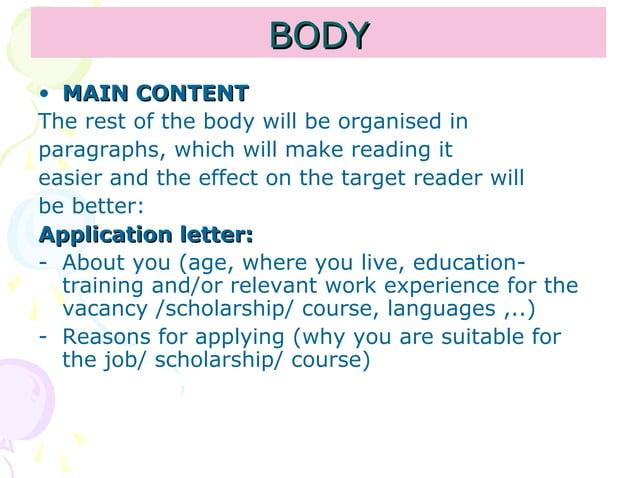 BODY
• MAIN CONTENT
The rest of the body will be organised in
paragraphs, which will make reading it
easier and the effect on the target reader will
be better:
Application letter:
- About you (age, where you live, education-
training and/or relevant work experience for the
vacancy /scholarship/ course, languages ,..)
- Reasons for applying (why you are suitable for
the job/ scholarship/ course)